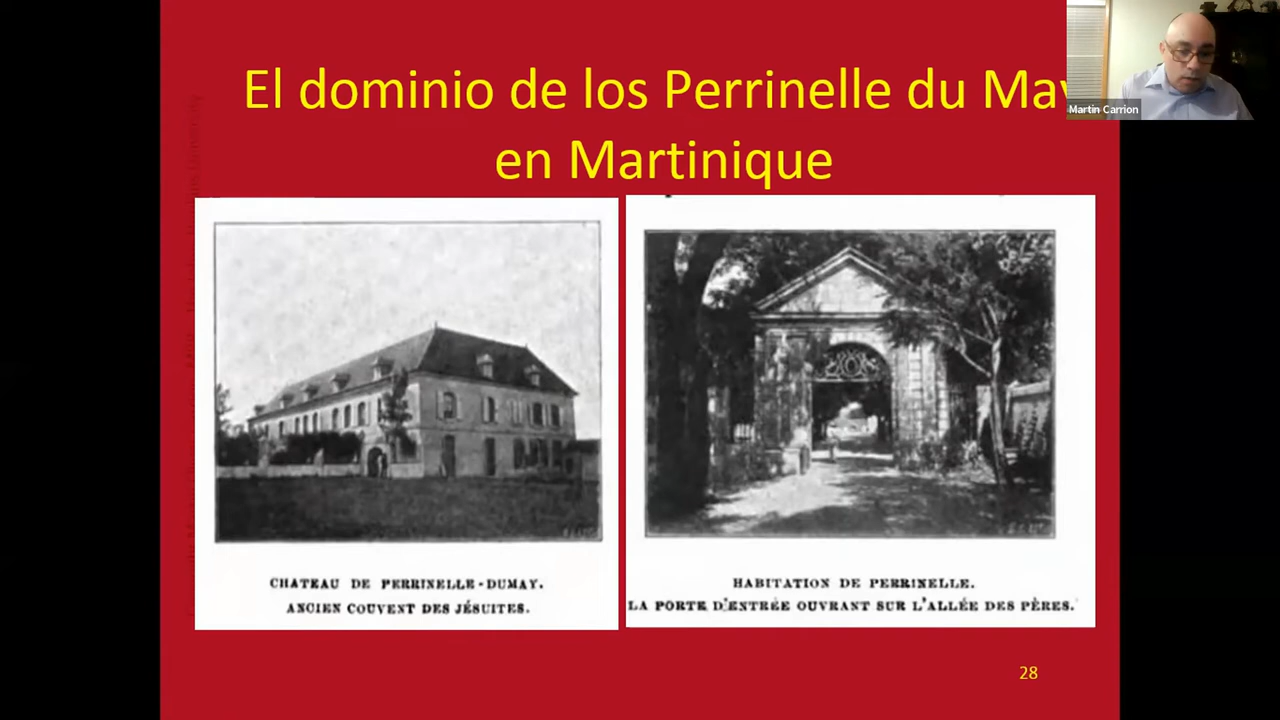 El dominio de los Perrinelle du May
en Martinique
Martin Carrion
CHATEAU DE PERRINELLE-DUMAY.
ANCIEN COUVENT DES JÉSUITES.
HABITATION DE PERRINELLE.
LA PORTE D'ENTRÉE OUVRANT SUR L'ALLÉE DES PÈRES.
28